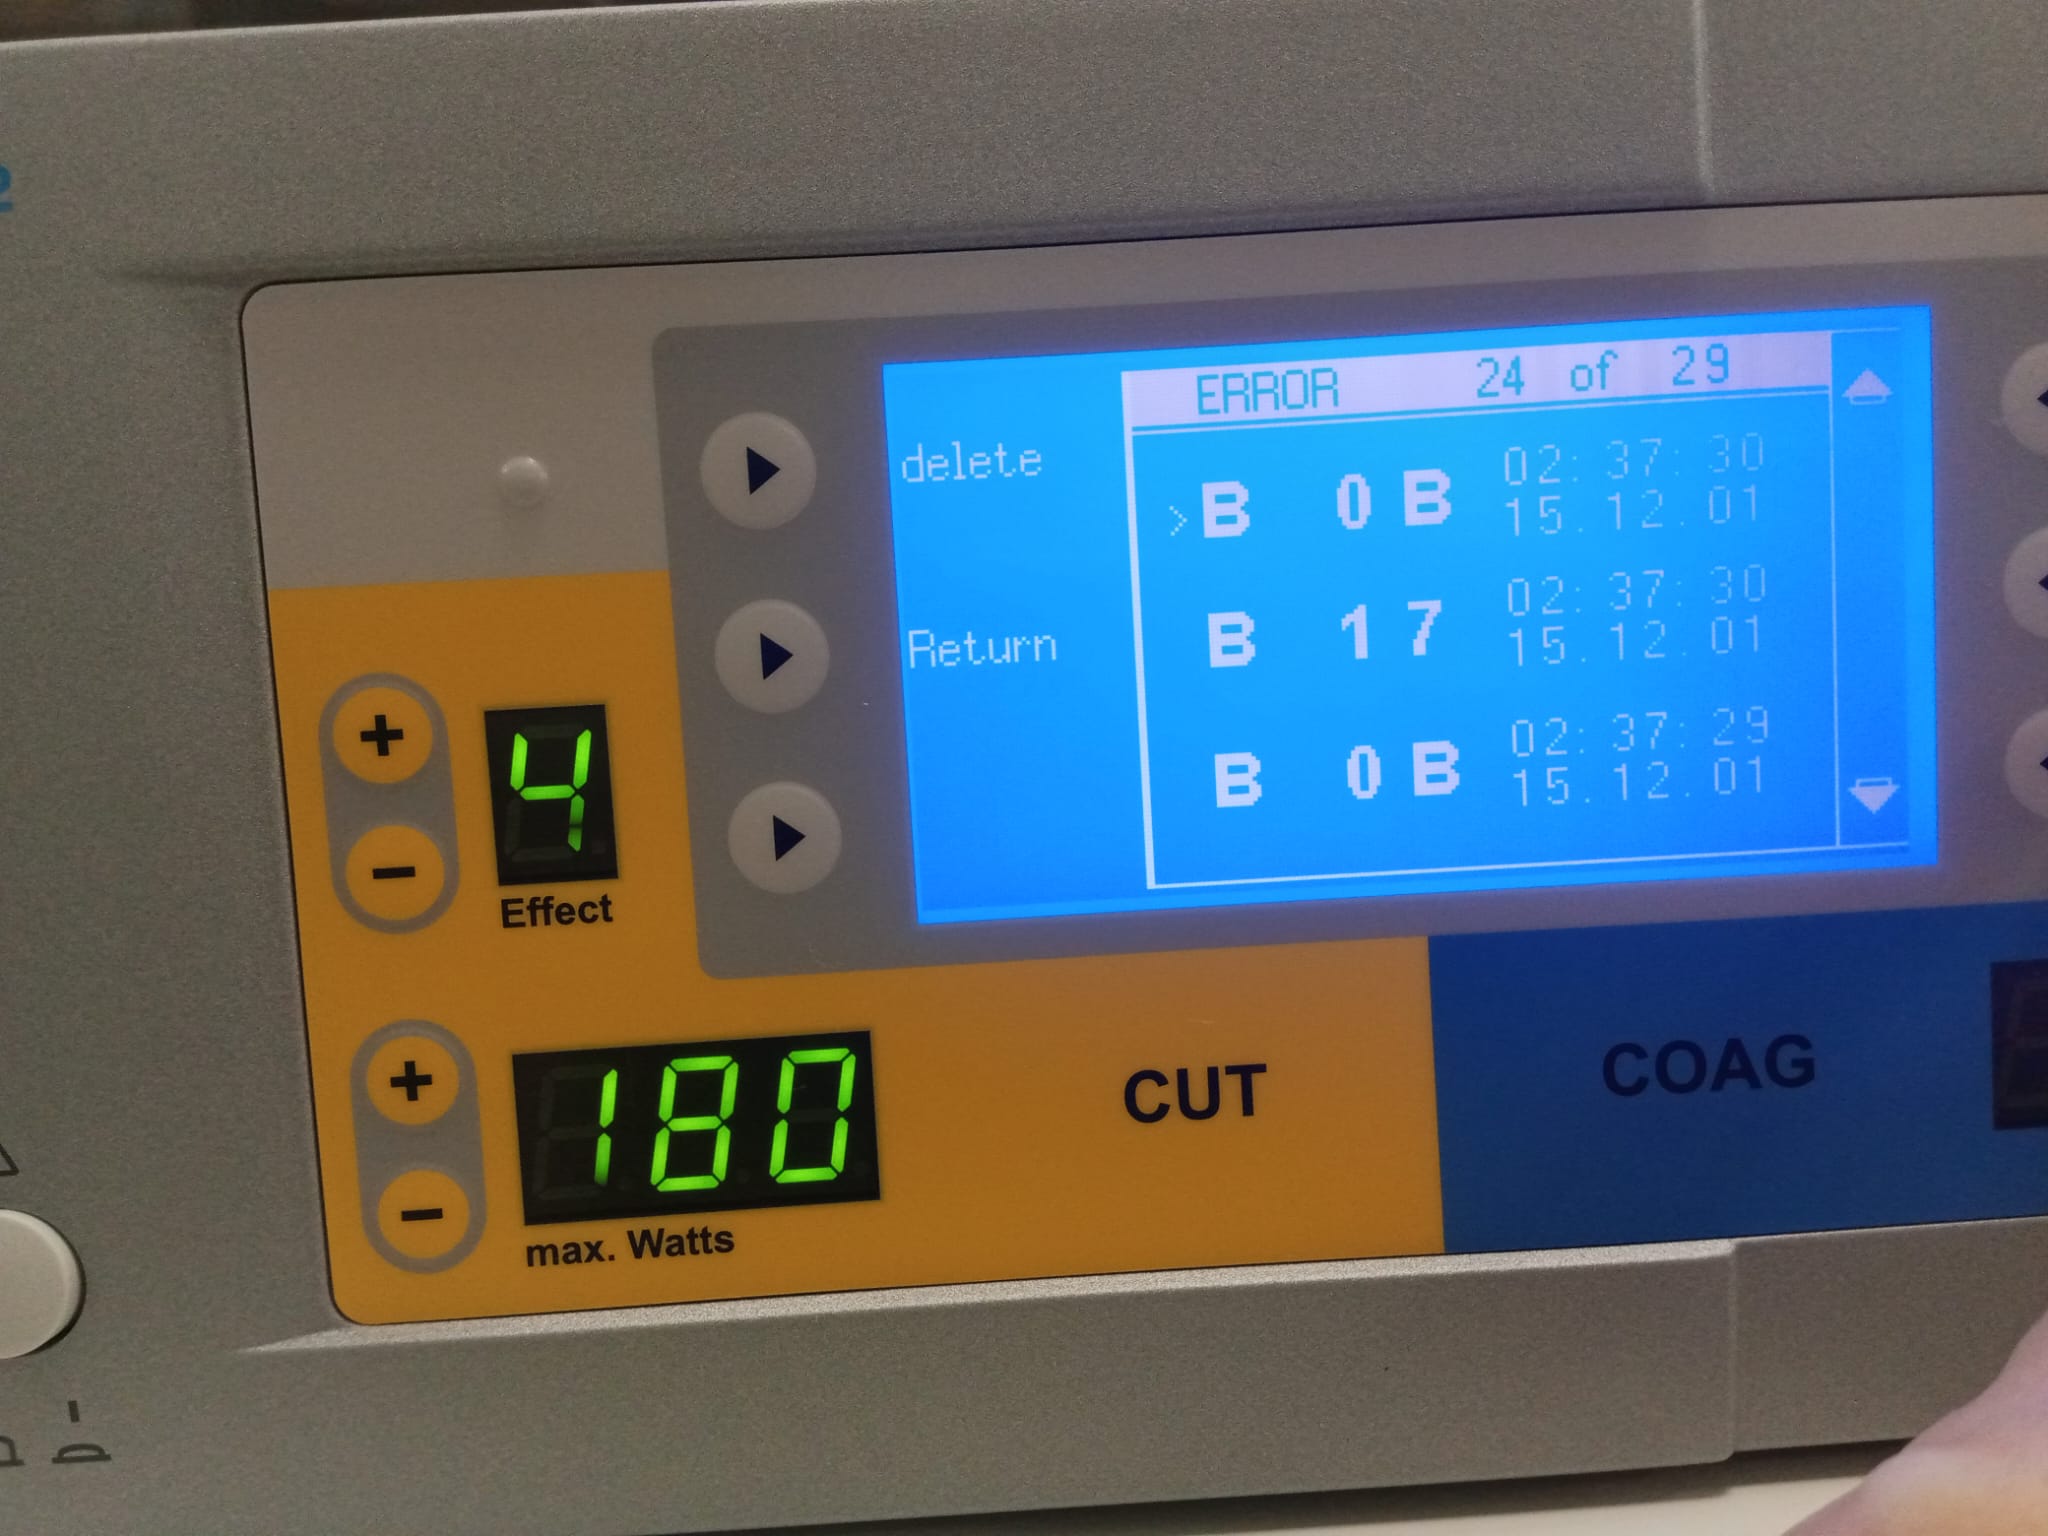 ERROR 24 of 29
delete
>B 0B 02:37:30
15.12.01
B 17 02:37:30
15.12.01
Return
B 0B 02:37:29
15.12.01
+
4
−
Effect
+
180
−
max. Watts
CUT
COAG